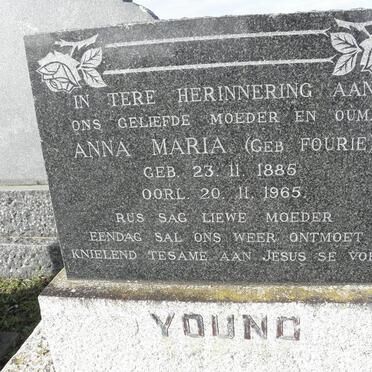 IN TERE HERINNERING AAN
ONS GELIEFDE MOEDER EN OUM
ANNA MARIA (GEB FOURIE)
GEB. 23. 11. 1885
OORL. 20. 11. 1965.
RUS SAG LIEWE MOEDER
EENDAG SAL ONS WEER ONTMOET
KNIELEND TESAME AAN JESUS SE VOE
YOUNG